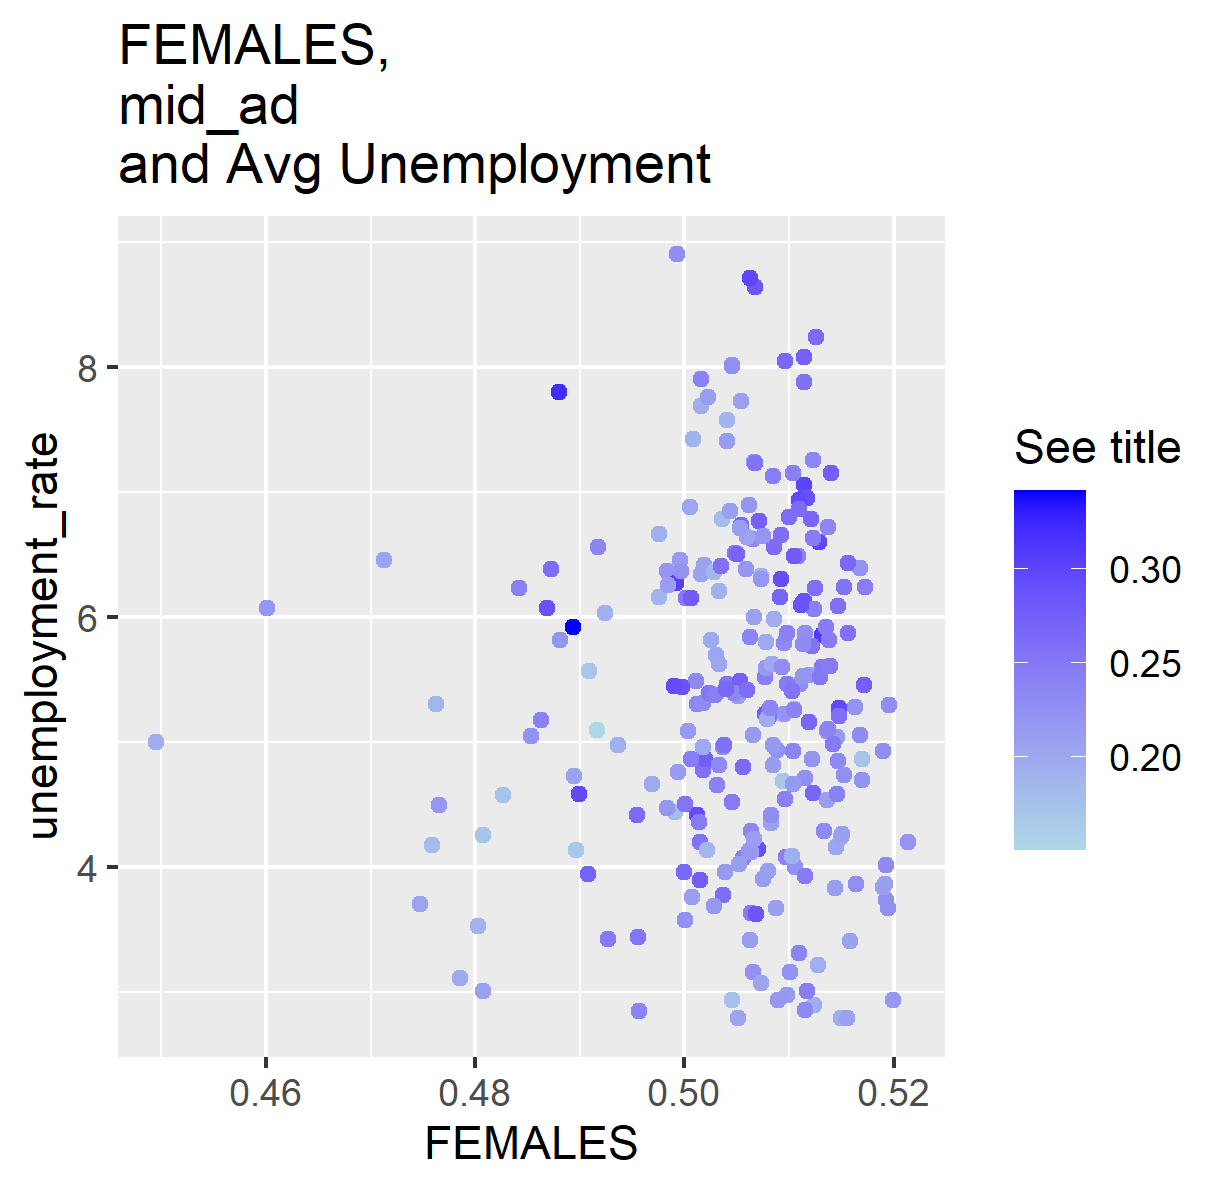 FEMALES,
mid_ad
and Avg Unemployment
8
6
4
unemployment_rate
0.46
0.48
0.50
0.52
FEMALES
See title
0.30
0.25
0.20